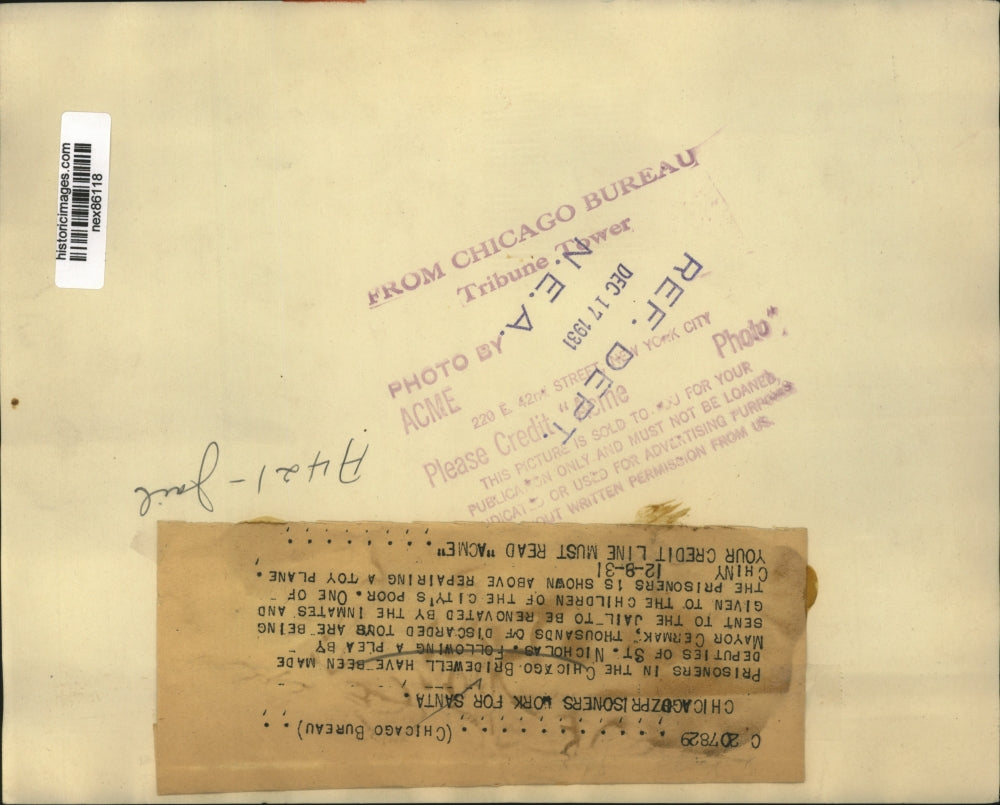 historicimages.com
nex86118
FROM CHICAGO BUREAU
Tribune Tower
N.E.A.
DEC 17 1931
REF. DEPT.
PHOTO BY
ACME
220 E. 42nd STREET, NEW YORK CITY
Please Credit "Acme Photo".
THIS PICTURE IS SOLD TO YOU FOR YOUR
PUBLICATION ONLY AND MUST NOT BE LOANED,
SYNDICATED OR USED FOR ADVERTISING PURPOSES
WITHOUT WRITTEN PERMISSION FROM US.
A421-Jail
C 207829 . . . . . . . . . . . . (CHICAGO BUREAU) . .
CHICAGOZPRISONERS WORK FOR SANTA.
PRISONERS IN THE CHICAGO BRIDEWELL HAVE BEEN MADE
DEPUTIES OF ST. NICHOLAS. FOLLOWING A PLEA BY
MAYOR CERMAK, THOUSANDS OF DISCARDED TOYS ARE BEING
SENT TO THE JAIL TO BE RENOVATED BY THE INMATES AND
GIVEN TO THE CHILDREN OF THE CITY'S POOR. ONE OF
THE PRISONERS IS SHOWN ABOVE REPAIRING A TOY PLANE.
CHINY 12-8-31
YOUR CREDIT LINE MUST READ "ACME" . . . . . . . .